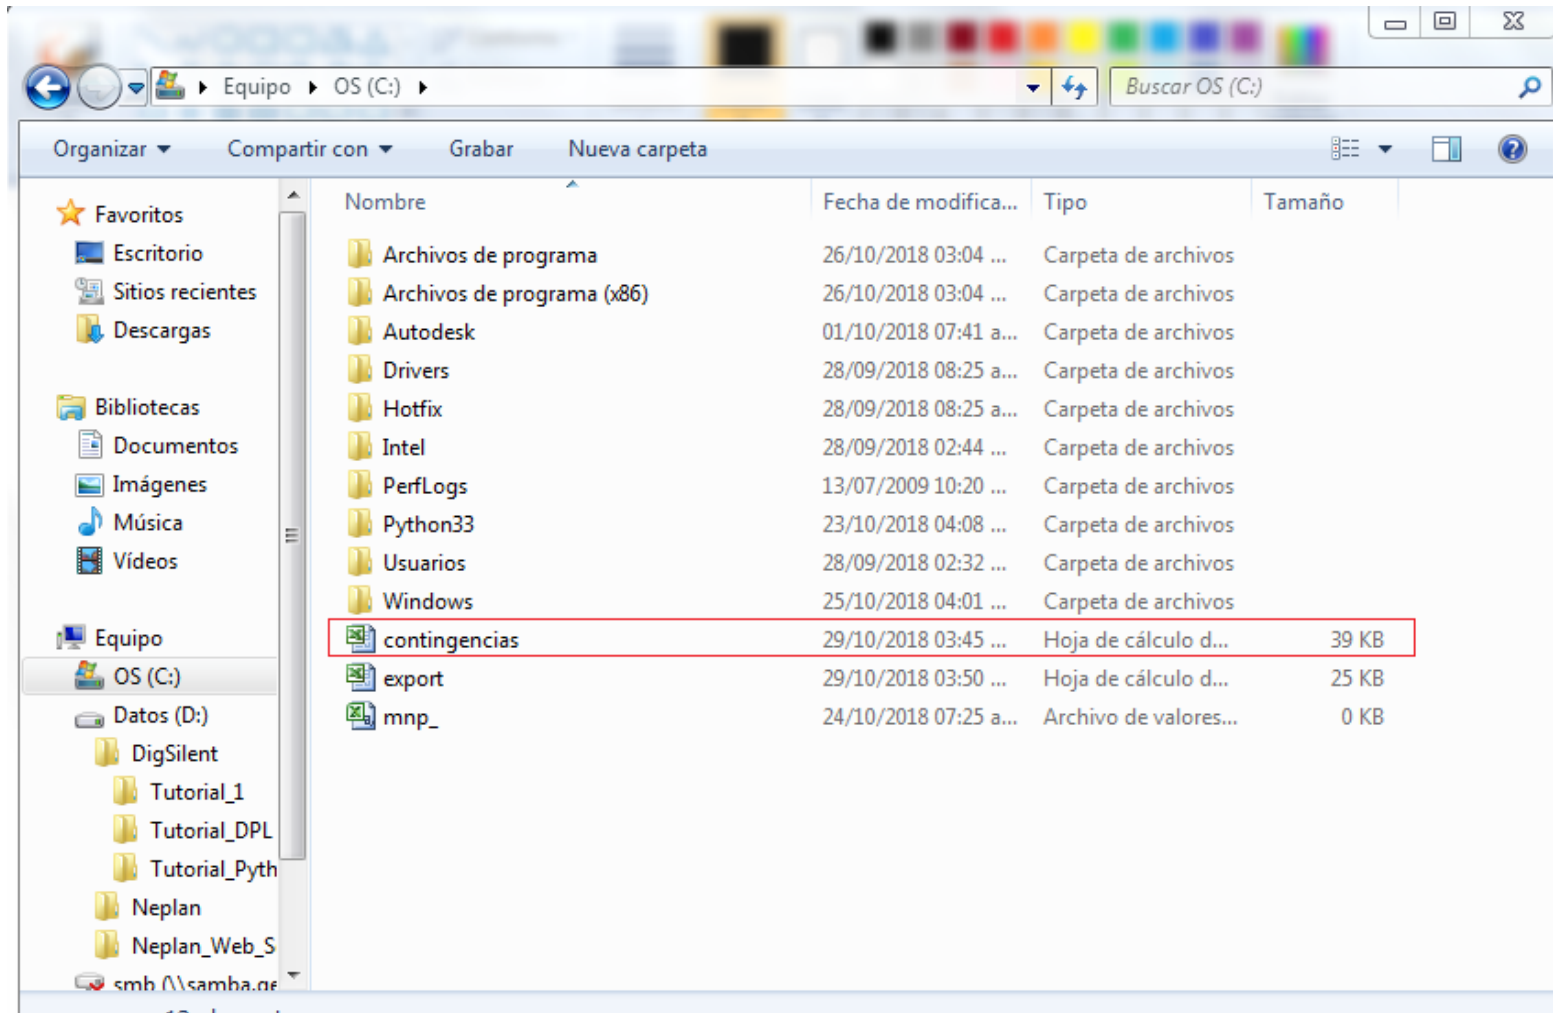 Equipo OS (C:) Buscar OS (C:)
Organizar Compartir con Grabar Nueva carpeta
Nombre Fecha de modifica... Tipo Tamaño
Favoritos
Escritorio
Sitios recientes
Descargas
Bibliotecas
Documentos
Imágenes
Música
Vídeos
Equipo
OS (C:)
Datos (D:)
DigSilent
Tutorial_1
Tutorial_DPL
Tutorial_Pyth
Neplan
Neplan_Web_S
smb (\\samba.ge
Archivos de programa 26/10/2018 03:04 ... Carpeta de archivos
Archivos de programa (x86) 26/10/2018 03:04 ... Carpeta de archivos
Autodesk 01/10/2018 07:41 a... Carpeta de archivos
Drivers 28/09/2018 08:25 a... Carpeta de archivos
Hotfix 28/09/2018 08:25 a... Carpeta de archivos
Intel 28/09/2018 02:44 ... Carpeta de archivos
PerfLogs 13/07/2009 10:20 ... Carpeta de archivos
Python33 23/10/2018 04:08 ... Carpeta de archivos
Usuarios 28/09/2018 02:32 ... Carpeta de archivos
Windows 25/10/2018 04:01 ... Carpeta de archivos
contingencias 29/10/2018 03:45 ... Hoja de cálculo d... 39 KB
export 29/10/2018 03:50 ... Hoja de cálculo d... 25 KB
mnp_ 24/10/2018 07:25 a... Archivo de valores... 0 KB